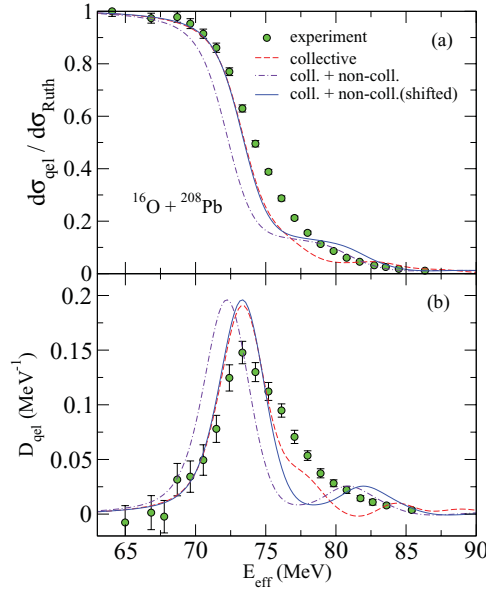 1
0.8
0.6
0.4
0.2
0
dσqel / dσRuth
experiment
collective
coll. + non-coll.
coll. + non-coll.(shifted)
(a)
16O + 208Pb
(b)
0.2
0.15
0.1
0.05
0
Dqel (MeV-1)
65 70 75 80 85 90
Eeff (MeV)